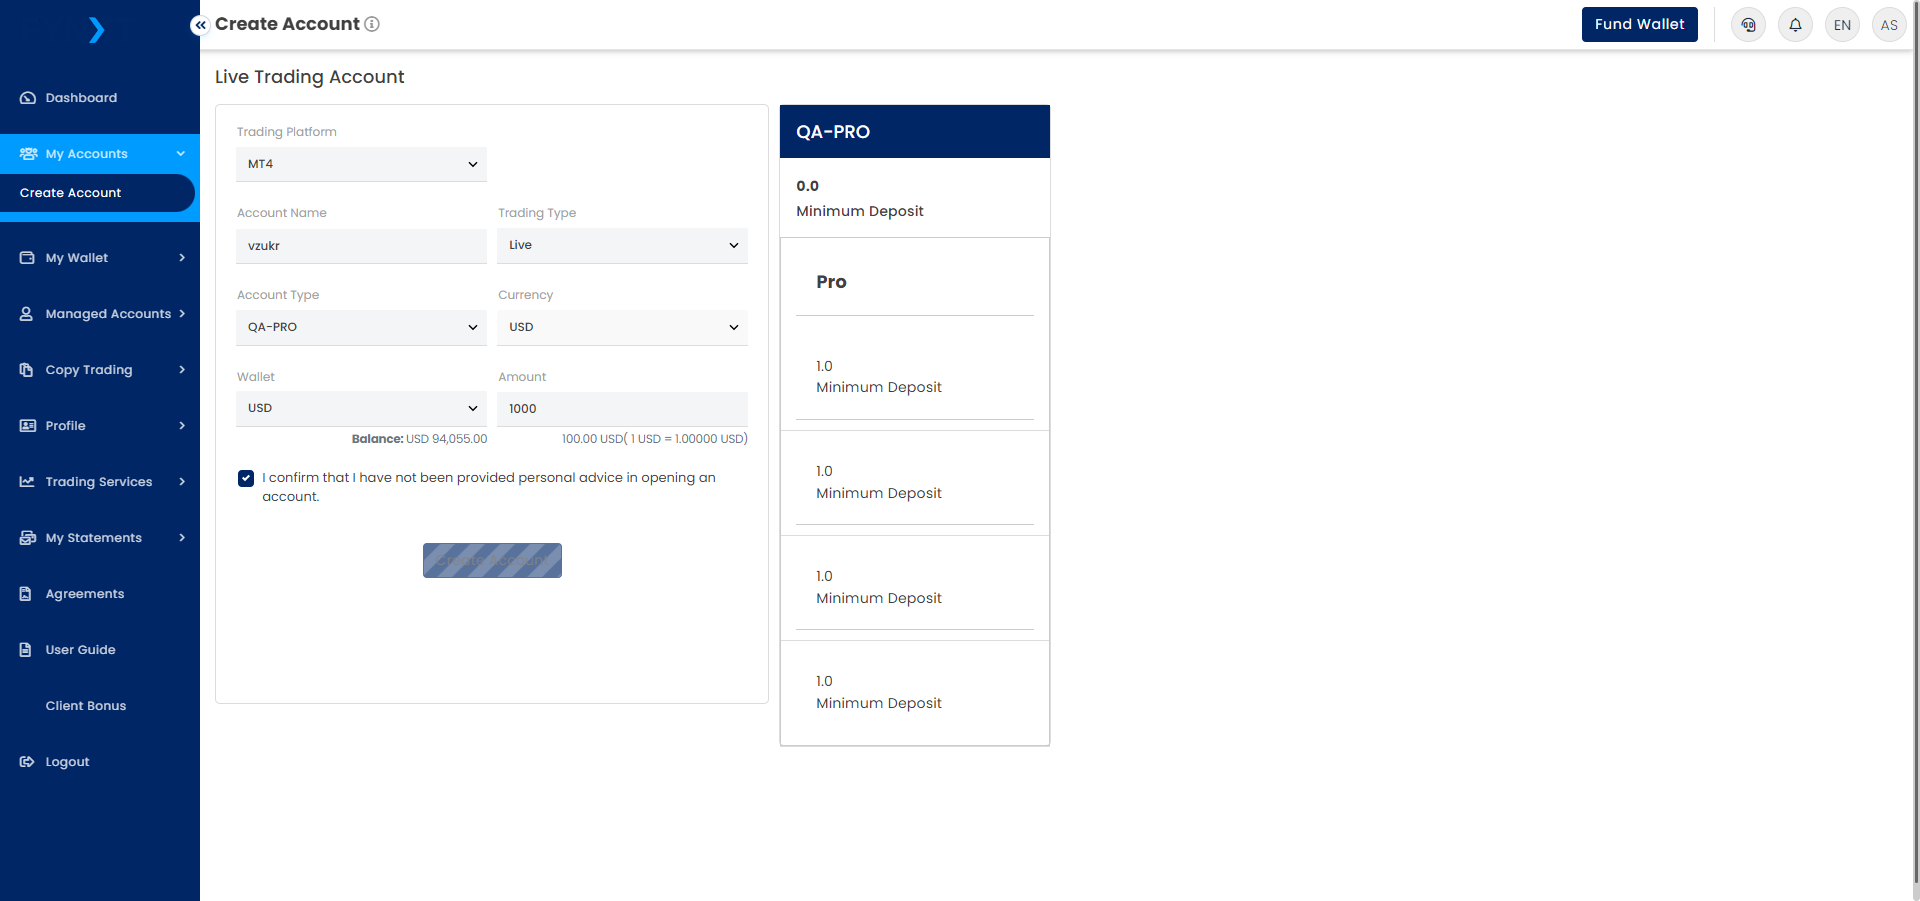 Create Account
Fund Wallet
EN
AS
Dashboard
My Accounts
Create Account
My Wallet
Managed Accounts
Copy Trading
Profile
Trading Services
My Statements
Agreements
User Guide
Client Bonus
Logout
Live Trading Account
Trading Platform
MT4
Account Name
Trading Type
vzukr
Live
Account Type
Currency
QA-PRO
USD
Wallet
Amount
USD
1000
Balance: USD 94,055.00
100.00 USD( 1 USD = 1.00000 USD)
I confirm that I have not been provided personal advice in opening an
account.
QA-PRO
0.0
Minimum Deposit
Pro
1.0
Minimum Deposit
1.0
Minimum Deposit
1.0
Minimum Deposit
1.0
Minimum Deposit